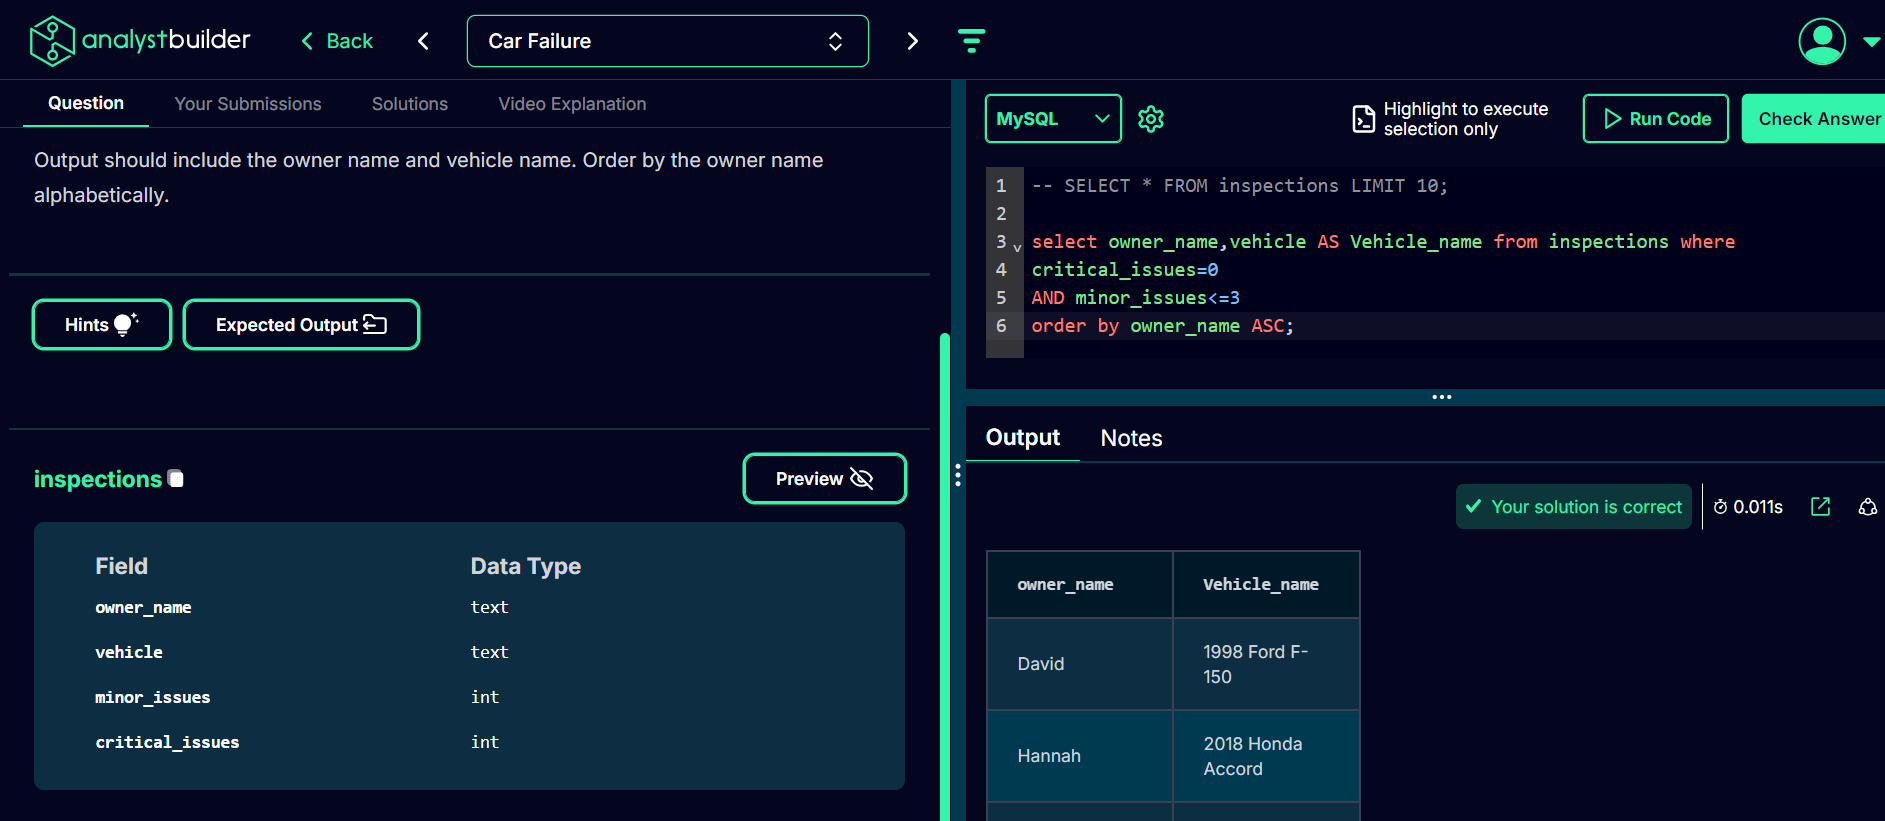 analystbuilder
Back
Car Failure
Question
Your Submissions
Solutions
Video Explanation
Output should include the owner name and vehicle name. Order by the owner name
alphabetically.
Hints
Expected Output
inspections
Preview
Field Data Type
owner_name text
vehicle text
minor_issues int
critical_issues int
MySQL
Highlight to execute
selection only
Run Code
Check Answer
1 -- SELECT * FROM inspections LIMIT 10;
2
3 select owner_name,vehicle AS Vehicle_name from inspections where
4 critical_issues=0
5 AND minor_issues<=3
6 order by owner_name ASC;
Output Notes
Your solution is correct
0.011s
owner_name Vehicle_name
David 1998 Ford F-
150
Hannah 2018 Honda
Accord